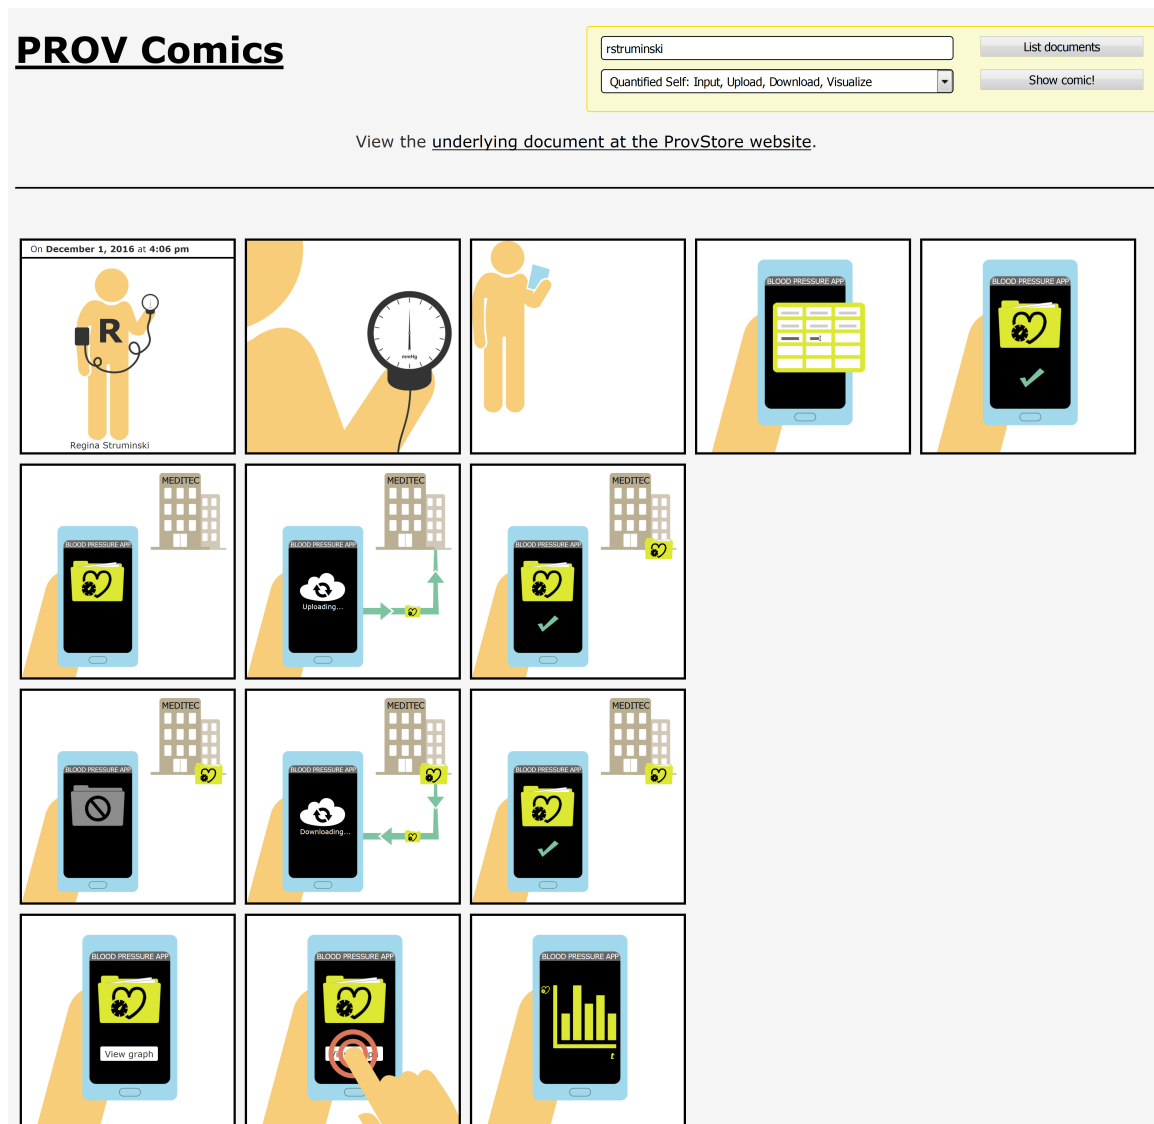 PROV Comics
rstruminski
List documents
Quantified Self: Input, Upload, Download, Visualize
Show comic!
View the underlying document at the ProvStore website.
On December 1, 2016 at 4:06 pm
R
Regina Struminski
mmHg
BLOOD PRESSURE APP
BLOOD PRESSURE APP
MEDITEC
BLOOD PRESSURE APP
MEDITEC
BLOOD PRESSURE APP
Uploading...
MEDITEC
BLOOD PRESSURE APP
MEDITEC
BLOOD PRESSURE APP
MEDITEC
BLOOD PRESSURE APP
Downloading...
MEDITEC
BLOOD PRESSURE APP
BLOOD PRESSURE APP
View graph
BLOOD PRESSURE APP
BLOOD PRESSURE APP
t